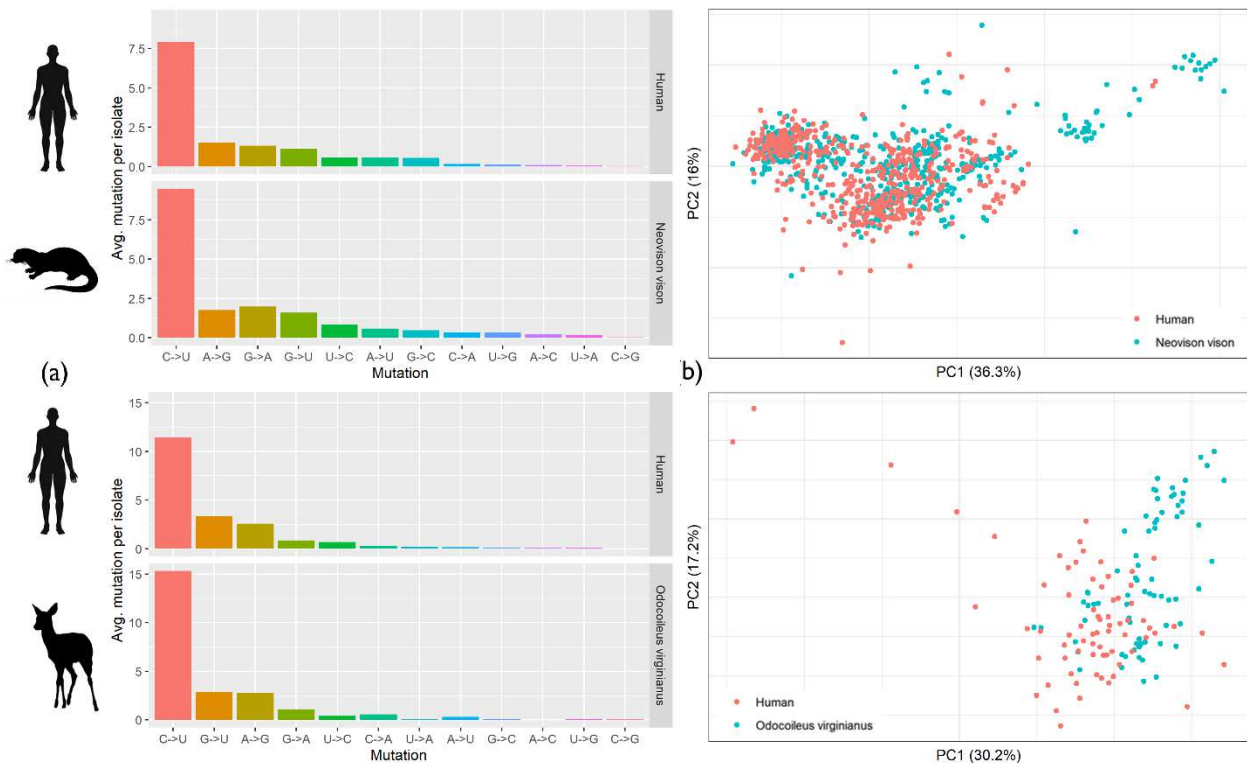 Avg. mutation per isolate
7.5
5.0
2.5
0.0
Human
7.5
5.0
2.5
0.0
Neovison vison
C->U A->G G->A G->U U->C A->U G->C C->A U->G A->C U->A C->G
Mutation
(a)
PC2 (16%)
Human
Neovison vison
PC1 (36.3%)
b)
Avg. mutation per isolate
15
10
5
0
Human
15
10
5
0
Odocoileus virginianus
C->U G->U A->G G->A U->C C->A U->A A->U G->C A->C U->G C->G
Mutation
PC2 (17.2%)
Human
Odocoileus virginianus
PC1 (30.2%)